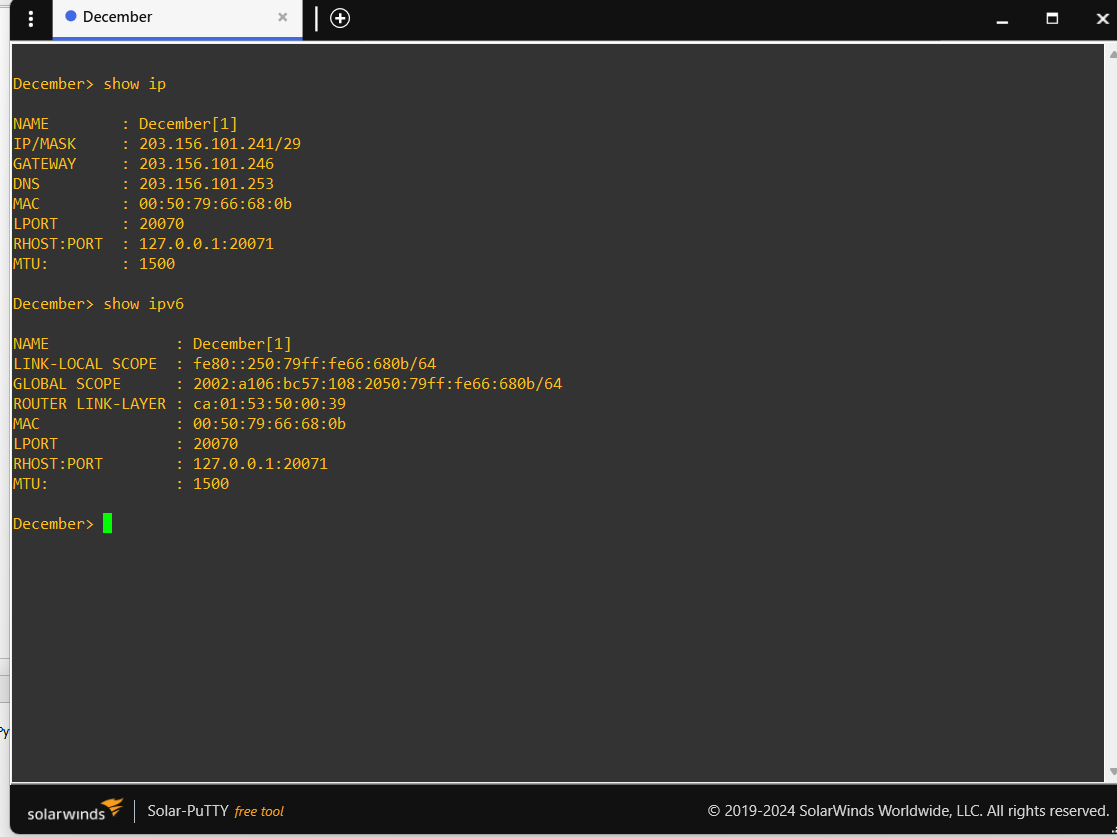 December
December> show ip
NAME        : December[1]
IP/MASK     : 203.156.101.241/29
GATEWAY     : 203.156.101.246
DNS         : 203.156.101.253
MAC         : 00:50:79:66:68:0b
LPORT       : 20070
RHOST:PORT  : 127.0.0.1:20071
MTU:        : 1500
December> show ipv6
NAME              : December[1]
LINK-LOCAL SCOPE  : fe80::250:79ff:fe66:680b/64
GLOBAL SCOPE      : 2002:a106:bc57:108:2050:79ff:fe66:680b/64
ROUTER LINK-LAYER : ca:01:53:50:00:39
MAC               : 00:50:79:66:68:0b
LPORT             : 20070
RHOST:PORT        : 127.0.0.1:20071
MTU:              : 1500
December>
Py
solarwinds Solar-PuTTY free tool © 2019-2024 SolarWinds Worldwide, LLC. All rights reserved.